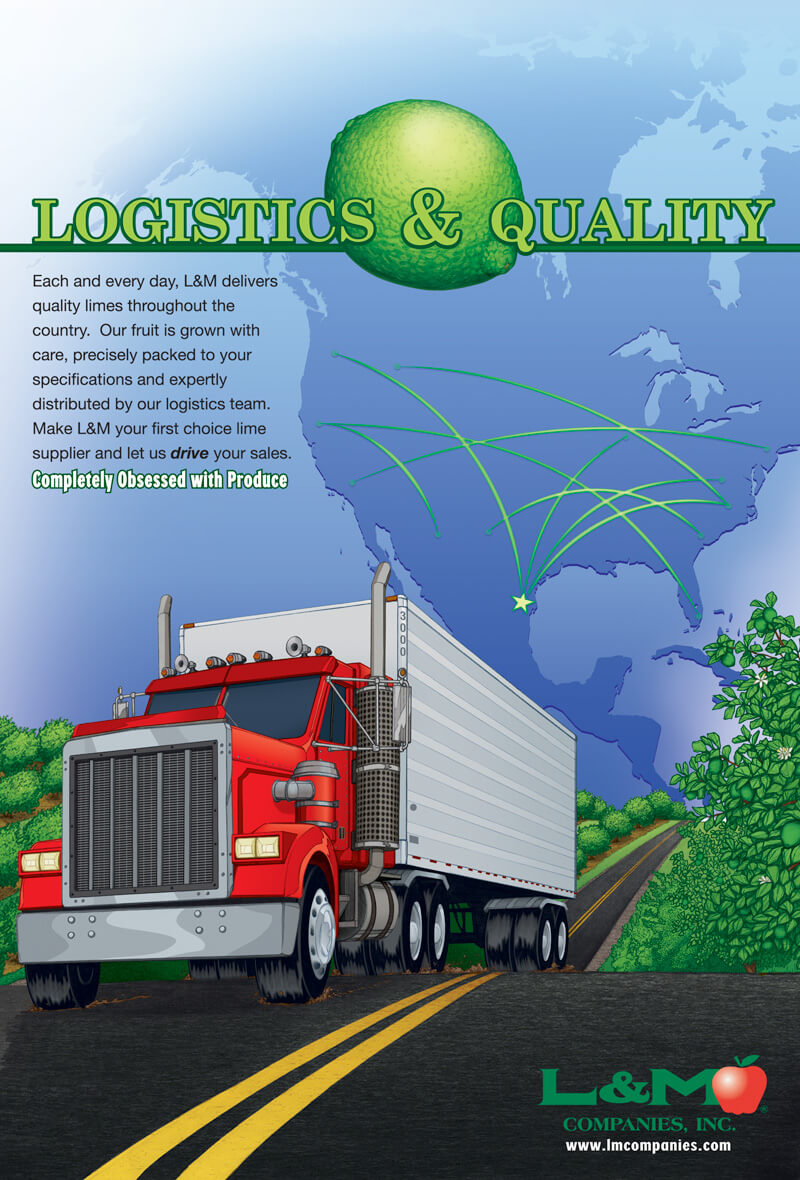 LOGISTICS & QUALITY
Each and every day, L&M delivers
quality limes throughout the
country.  Our fruit is grown with
care, precisely packed to your
specifications and expertly
distributed by our logistics team.
Make L&M your first choice lime
supplier and let us drive your sales.
Completely Obsessed with Produce
3000
L&M
®
COMPANIES, INC.
www.lmcompanies.com